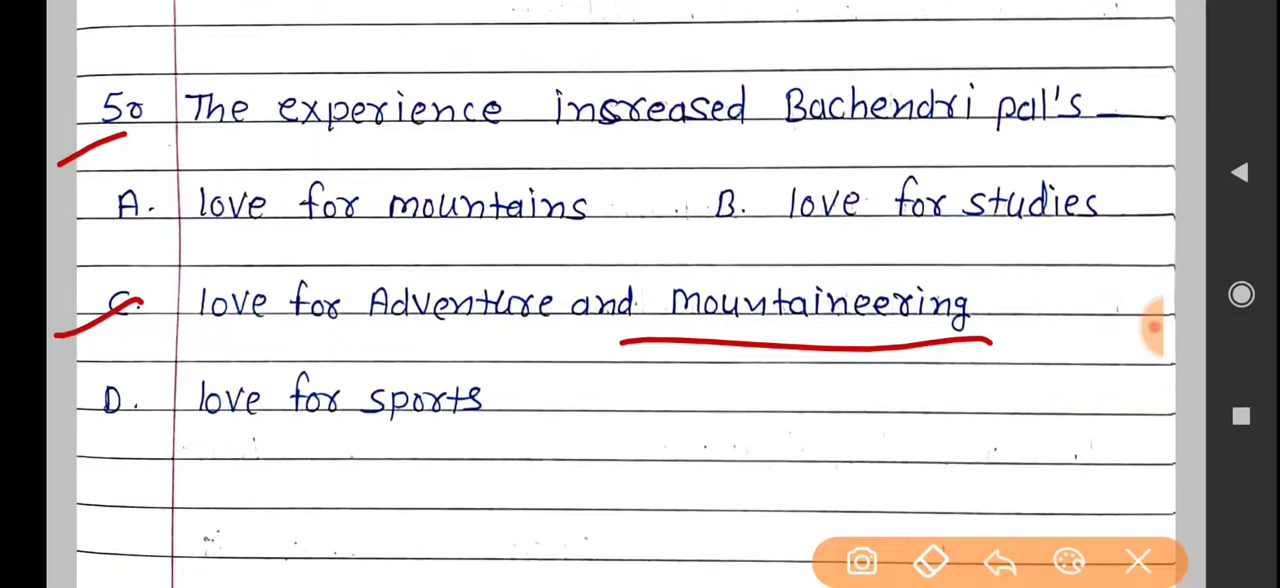 50 The experience increased Bachendri pal's __
A. love for mountains B. love for studies
C. love for Adventure and mountaineering
D. love for sports